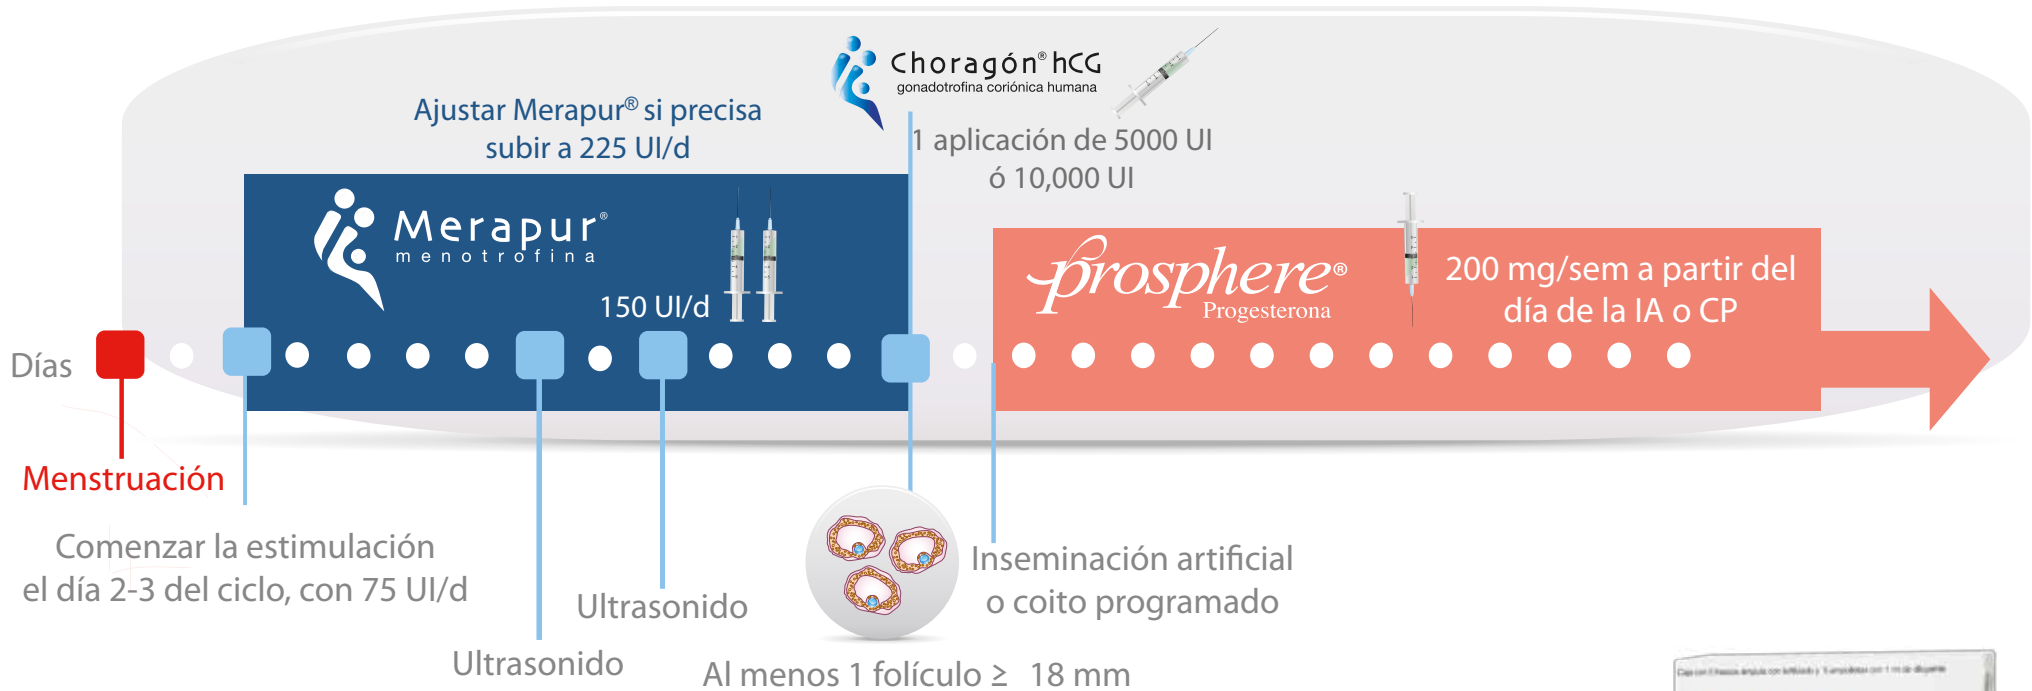 Choragón® hCG
gonadotrofina coriónica humana
Ajustar Merapur® si precisa
subir a 225 UI/d
1 aplicación de 5000 UI
ó 10,000 UI
Merapur®
menotrofina
150 UI/d
prosphere®
Progesterona
200 mg/sem a partir del
día de la IA o CP
Días
Menstruación
Comenzar la estimulación
el día 2-3 del ciclo, con 75 UI/d
Ultrasonido
Ultrasonido
Inseminación artificial
o coito programado
Al menos 1 folículo ≥ 18 mm